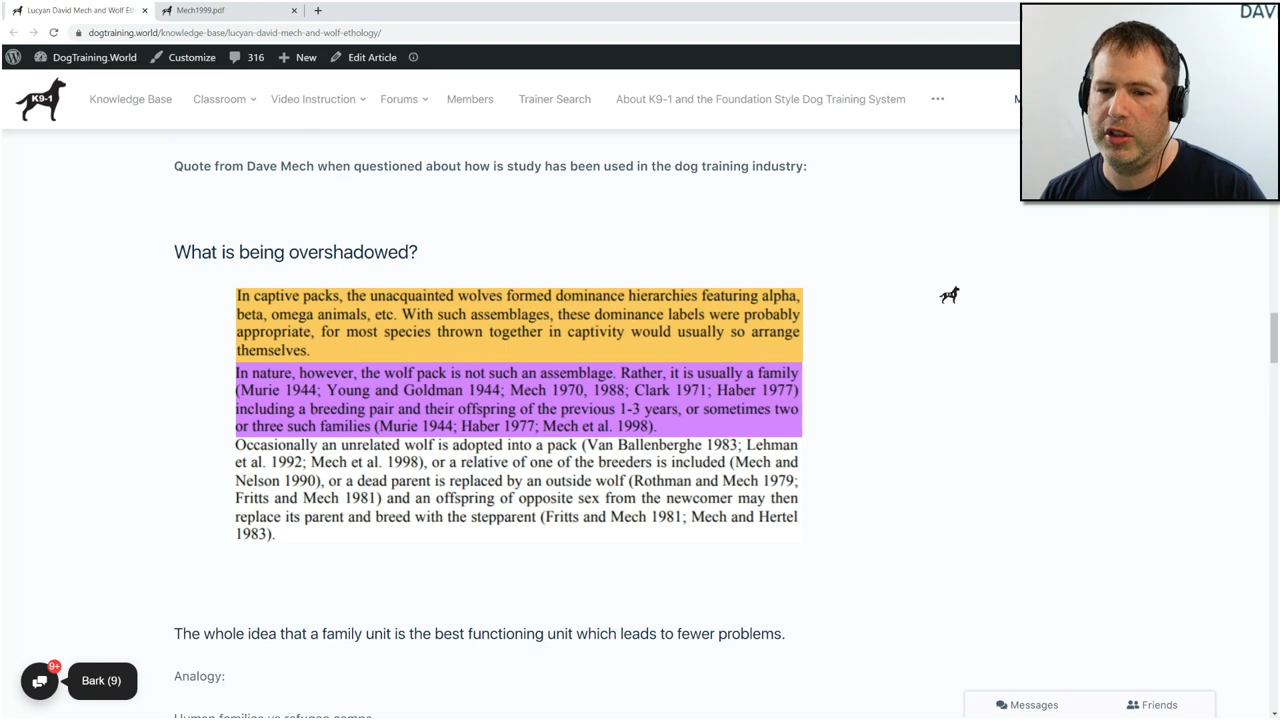 Lucyan David Mech and Wolf Eth
Mech1999.pdf
DAV
dogtraining.world/knowledge-base/lucyan-david-mech-and-wolf-ethology/
DogTraining.World
Customize
316
New
Edit Article
K9-1
Knowledge Base
Classroom
Video Instruction
Forums
Members
Trainer Search
About K9-1 and the Foundation Style Dog Training System
M
Quote from Dave Mech when questioned about how is study has been used in the dog training industry:
What is being overshadowed?
In captive packs, the unacquainted wolves formed dominance hierarchies featuring alpha,
beta, omega animals, etc. With such assemblages, these dominance labels were probably
appropriate, for most species thrown together in captivity would usually so arrange
themselves.
In nature, however, the wolf pack is not such an assemblage. Rather, it is usually a family
(Murie 1944; Young and Goldman 1944; Mech 1970, 1988; Clark 1971; Haber 1977)
including a breeding pair and their offspring of the previous 1-3 years, or sometimes two
or three such families (Murie 1944; Haber 1977; Mech et al. 1998).
Occasionally an unrelated wolf is adopted into a pack (Van Ballenberghe 1983; Lehman
et al. 1992; Mech et al. 1998), or a relative of one of the breeders is included (Mech and
Nelson 1990), or a dead parent is replaced by an outside wolf (Rothman and Mech 1979;
Fritts and Mech 1981) and an offspring of opposite sex from the newcomer may then
replace its parent and breed with the stepparent (Fritts and Mech 1981; Mech and Hertel
1983).
The whole idea that a family unit is the best functioning unit which leads to fewer problems.
Analogy:
Human families vs refugee camps
9+
Bark (9)
Messages
Friends